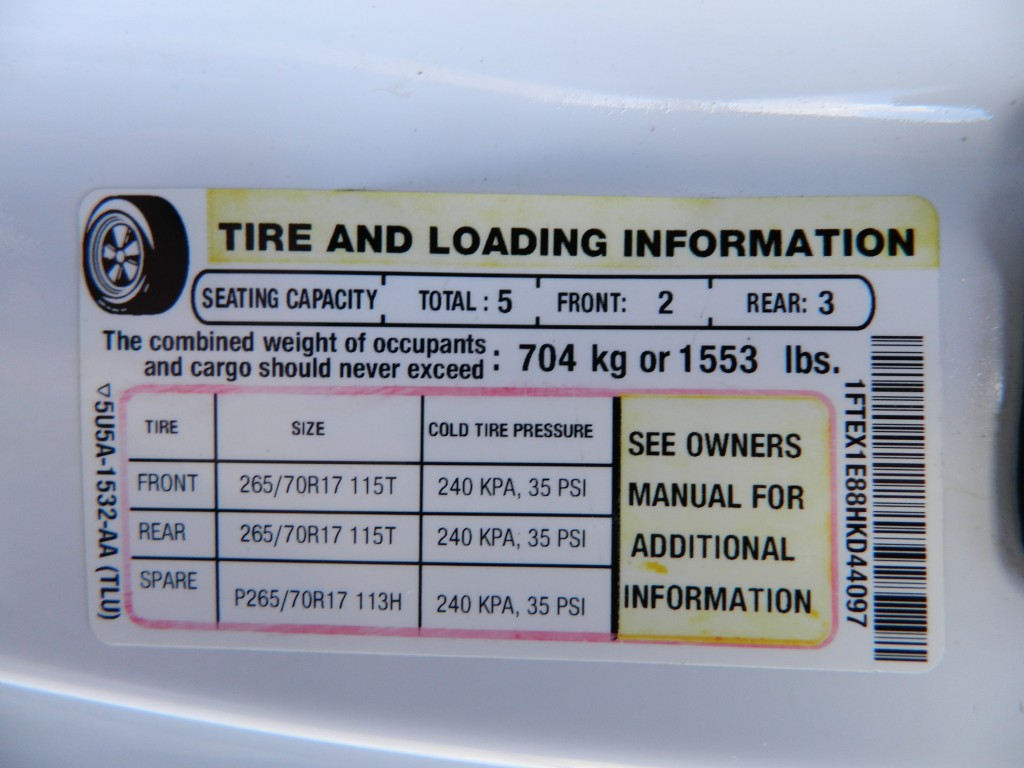 TIRE AND LOADING INFORMATION
SEATING CAPACITY TOTAL : 5 FRONT: 2 REAR: 3
The combined weight of occupants
and cargo should never exceed : 704 kg or 1553 lbs.
TIRE SIZE COLD TIRE PRESSURE
FRONT 265/70R17 115T 240 KPA, 35 PSI
REAR 265/70R17 115T 240 KPA, 35 PSI
SPARE P265/70R17 113H 240 KPA, 35 PSI
SEE OWNERS
MANUAL FOR
ADDITIONAL
INFORMATION
5U5A-1532-AA (TLU)
1FTEX1E88HKD44097